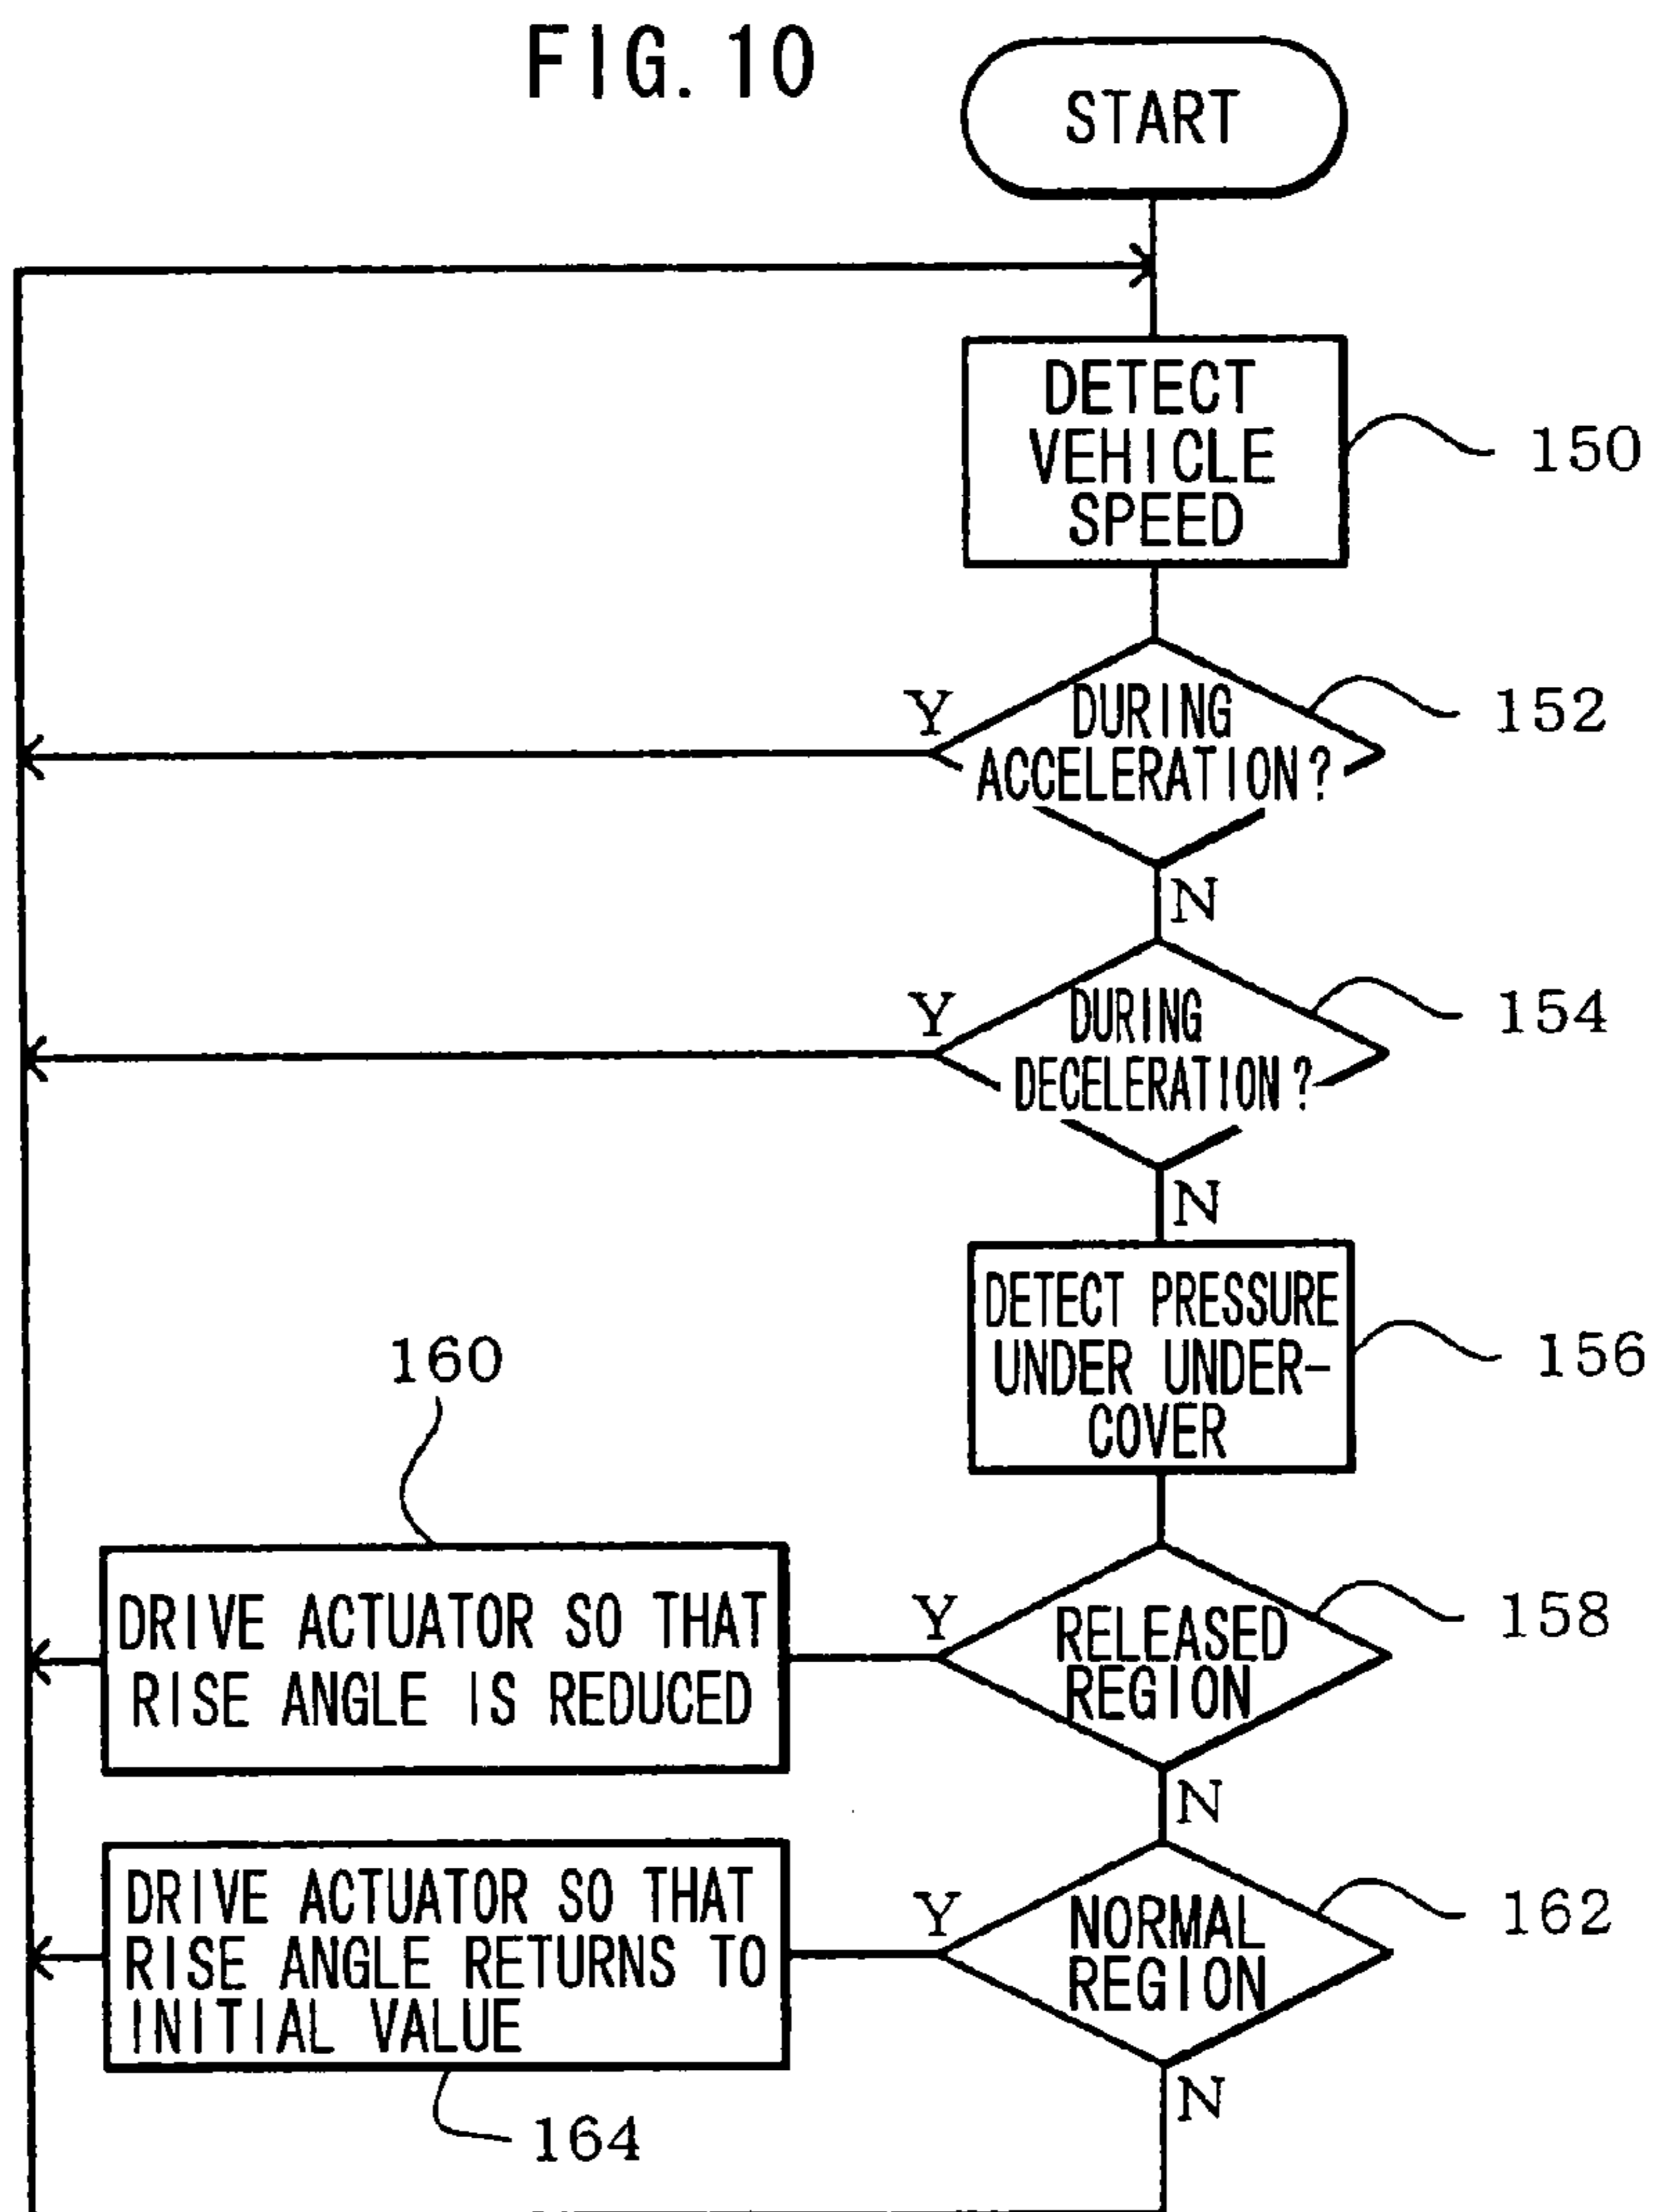 FIG. 10
START
DETECT
VEHICLE
SPEED
150
Y
DURING
ACCELERATION?
152
N
Y
DURING
DECELERATION?
154
N
DETECT PRESSURE
UNDER UNDER-
COVER
156
160
DRIVE ACTUATOR SO THAT
RISE ANGLE IS REDUCED
Y
RELEASED
REGION
158
N
DRIVE ACTUATOR SO THAT
RISE ANGLE RETURNS TO
INITIAL VALUE
Y
NORMAL
REGION
162
N
164